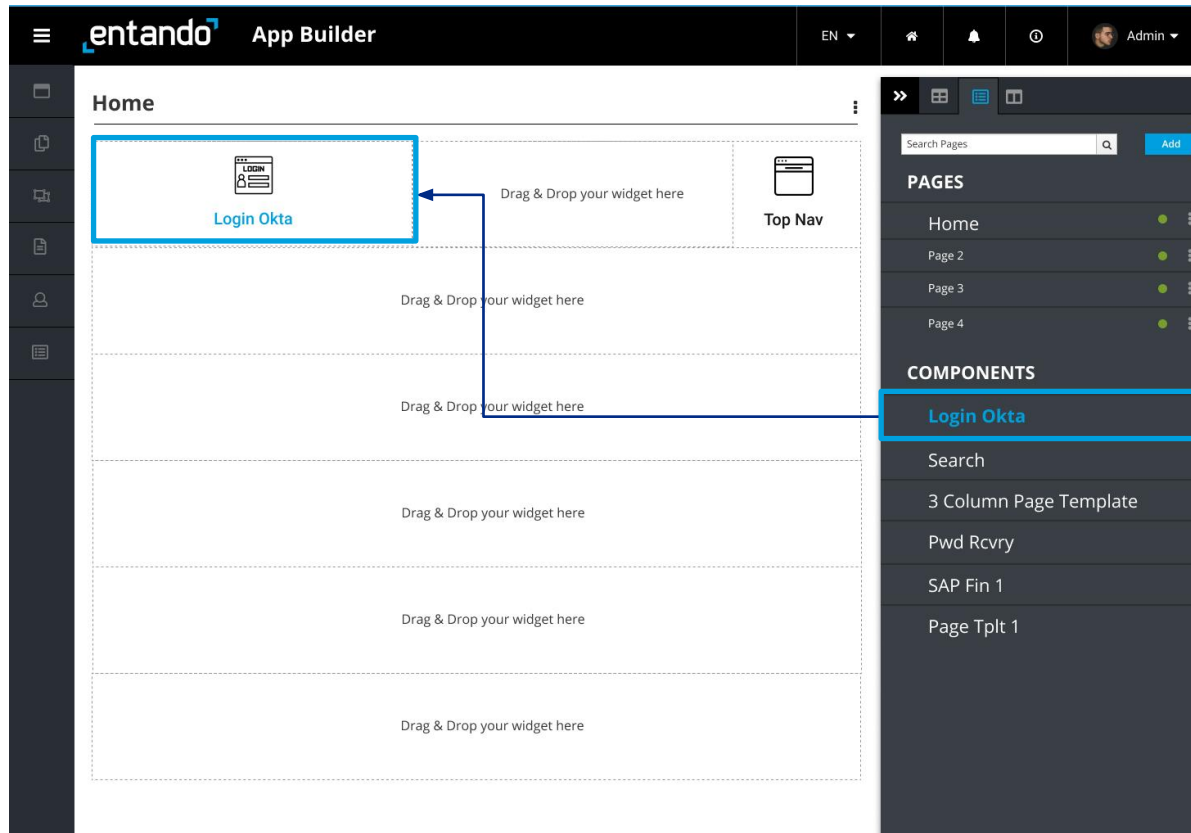 entando App Builder EN Admin
Home
LOGIN
Login Okta
Drag & Drop your widget here
Top Nav
Drag & Drop your widget here
Drag & Drop your widget here
Drag & Drop your widget here
Drag & Drop your widget here
Drag & Drop your widget here
Search Pages Add
PAGES
Home
Page 2
Page 3
Page 4
COMPONENTS
Login Okta
Search
3 Column Page Template
Pwd Rcvry
SAP Fin 1
Page Tplt 1